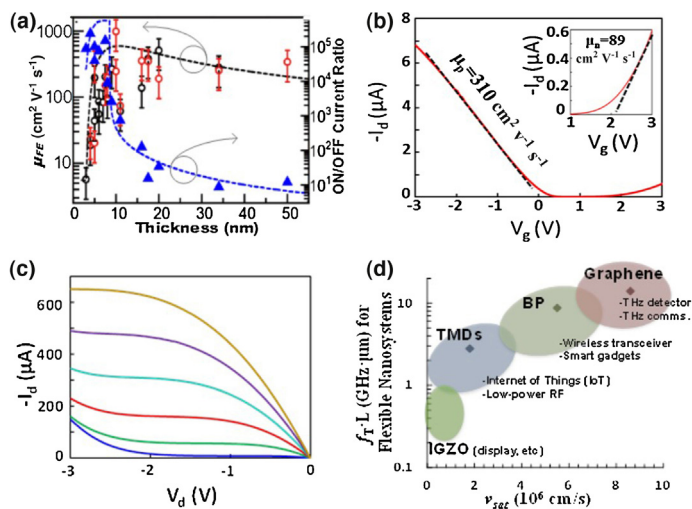 (a)
μFE (cm² V⁻¹ s⁻¹)
1000
100
10
0 10 20 30 40 50
Thickness (nm)
10⁵
10⁴
10³
10²
10¹
ON/OFF Current Ratio
(b)
-Id (μA)
8
6
4
2
0
-3 -2 -1 0 1 2 3
Vg (V)
μp=310 cm² v⁻¹ s⁻¹
-Id (μA)
0.6
0.3
0.0
1 2 3
Vg (V)
μn=89
cm² V⁻¹ s⁻¹
(c)
-Id (μA)
600
400
200
0
-3 -2 -1 0
Vd (V)
(d)
fT·L (GHz·μm) for
Flexible Nanosystems
10
1
0.1
0 2 4 6 8 10
vsat (10⁶ cm/s)
Graphene
-THz detector
-THz comms.
BP
-Wireless transceiver
-Smart gadgets
TMDs
-Internet of Things (IoT)
-Low-power RF
IGZO (display, etc)